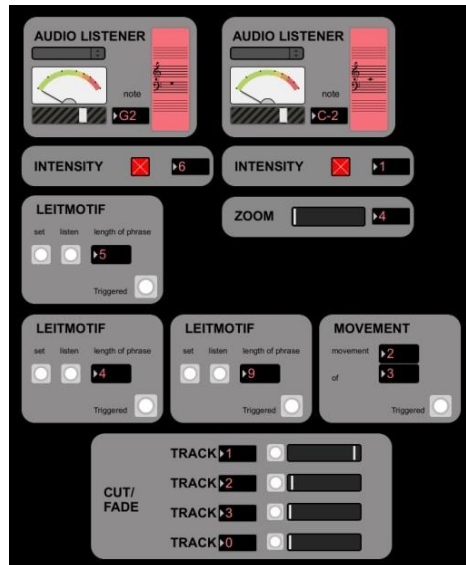 AUDIO LISTENER
note
G2
AUDIO LISTENER
note
C-2
INTENSITY 6
INTENSITY 1
LEITMOTIF
set listen length of phrase
5
Triggered
ZOOM 4
LEITMOTIF
set listen length of phrase
4
Triggered
LEITMOTIF
set listen length of phrase
9
Triggered
MOVEMENT
movement 2
of 3
Triggered
CUT/
FADE
TRACK 1
TRACK 2
TRACK 3
TRACK 0